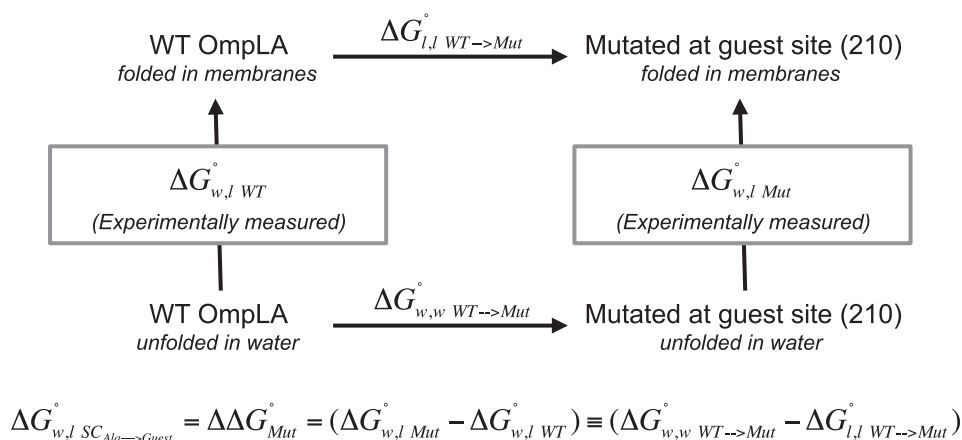 WT OmpLA
folded in membranes
ΔG°l,l WT->Mut
Mutated at guest site (210)
folded in membranes
ΔG°w,l WT
(Experimentally measured)
ΔG°w,l Mut
(Experimentally measured)
WT OmpLA
unfolded in water
ΔG°w,w WT-->Mut
Mutated at guest site (210)
unfolded in water
ΔG°w,l SC Ala—>Guest = ΔΔG°Mut = (ΔG°w,l Mut − ΔG°w,l WT) ≡ (ΔG°w,w WT->Mut − ΔG°l,l WT->Mut)